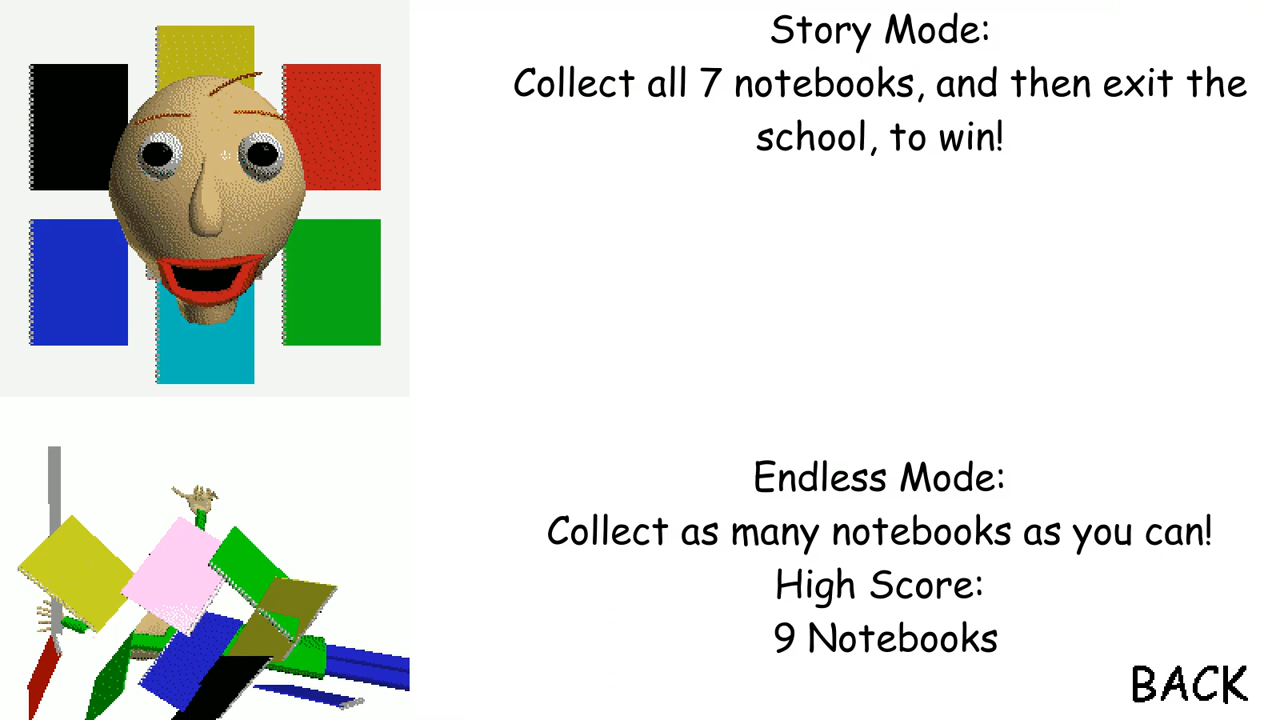 Story Mode:
Collect all 7 notebooks, and then exit the
school, to win!
Endless Mode:
Collect as many notebooks as you can!
High Score:
9 Notebooks
BACK